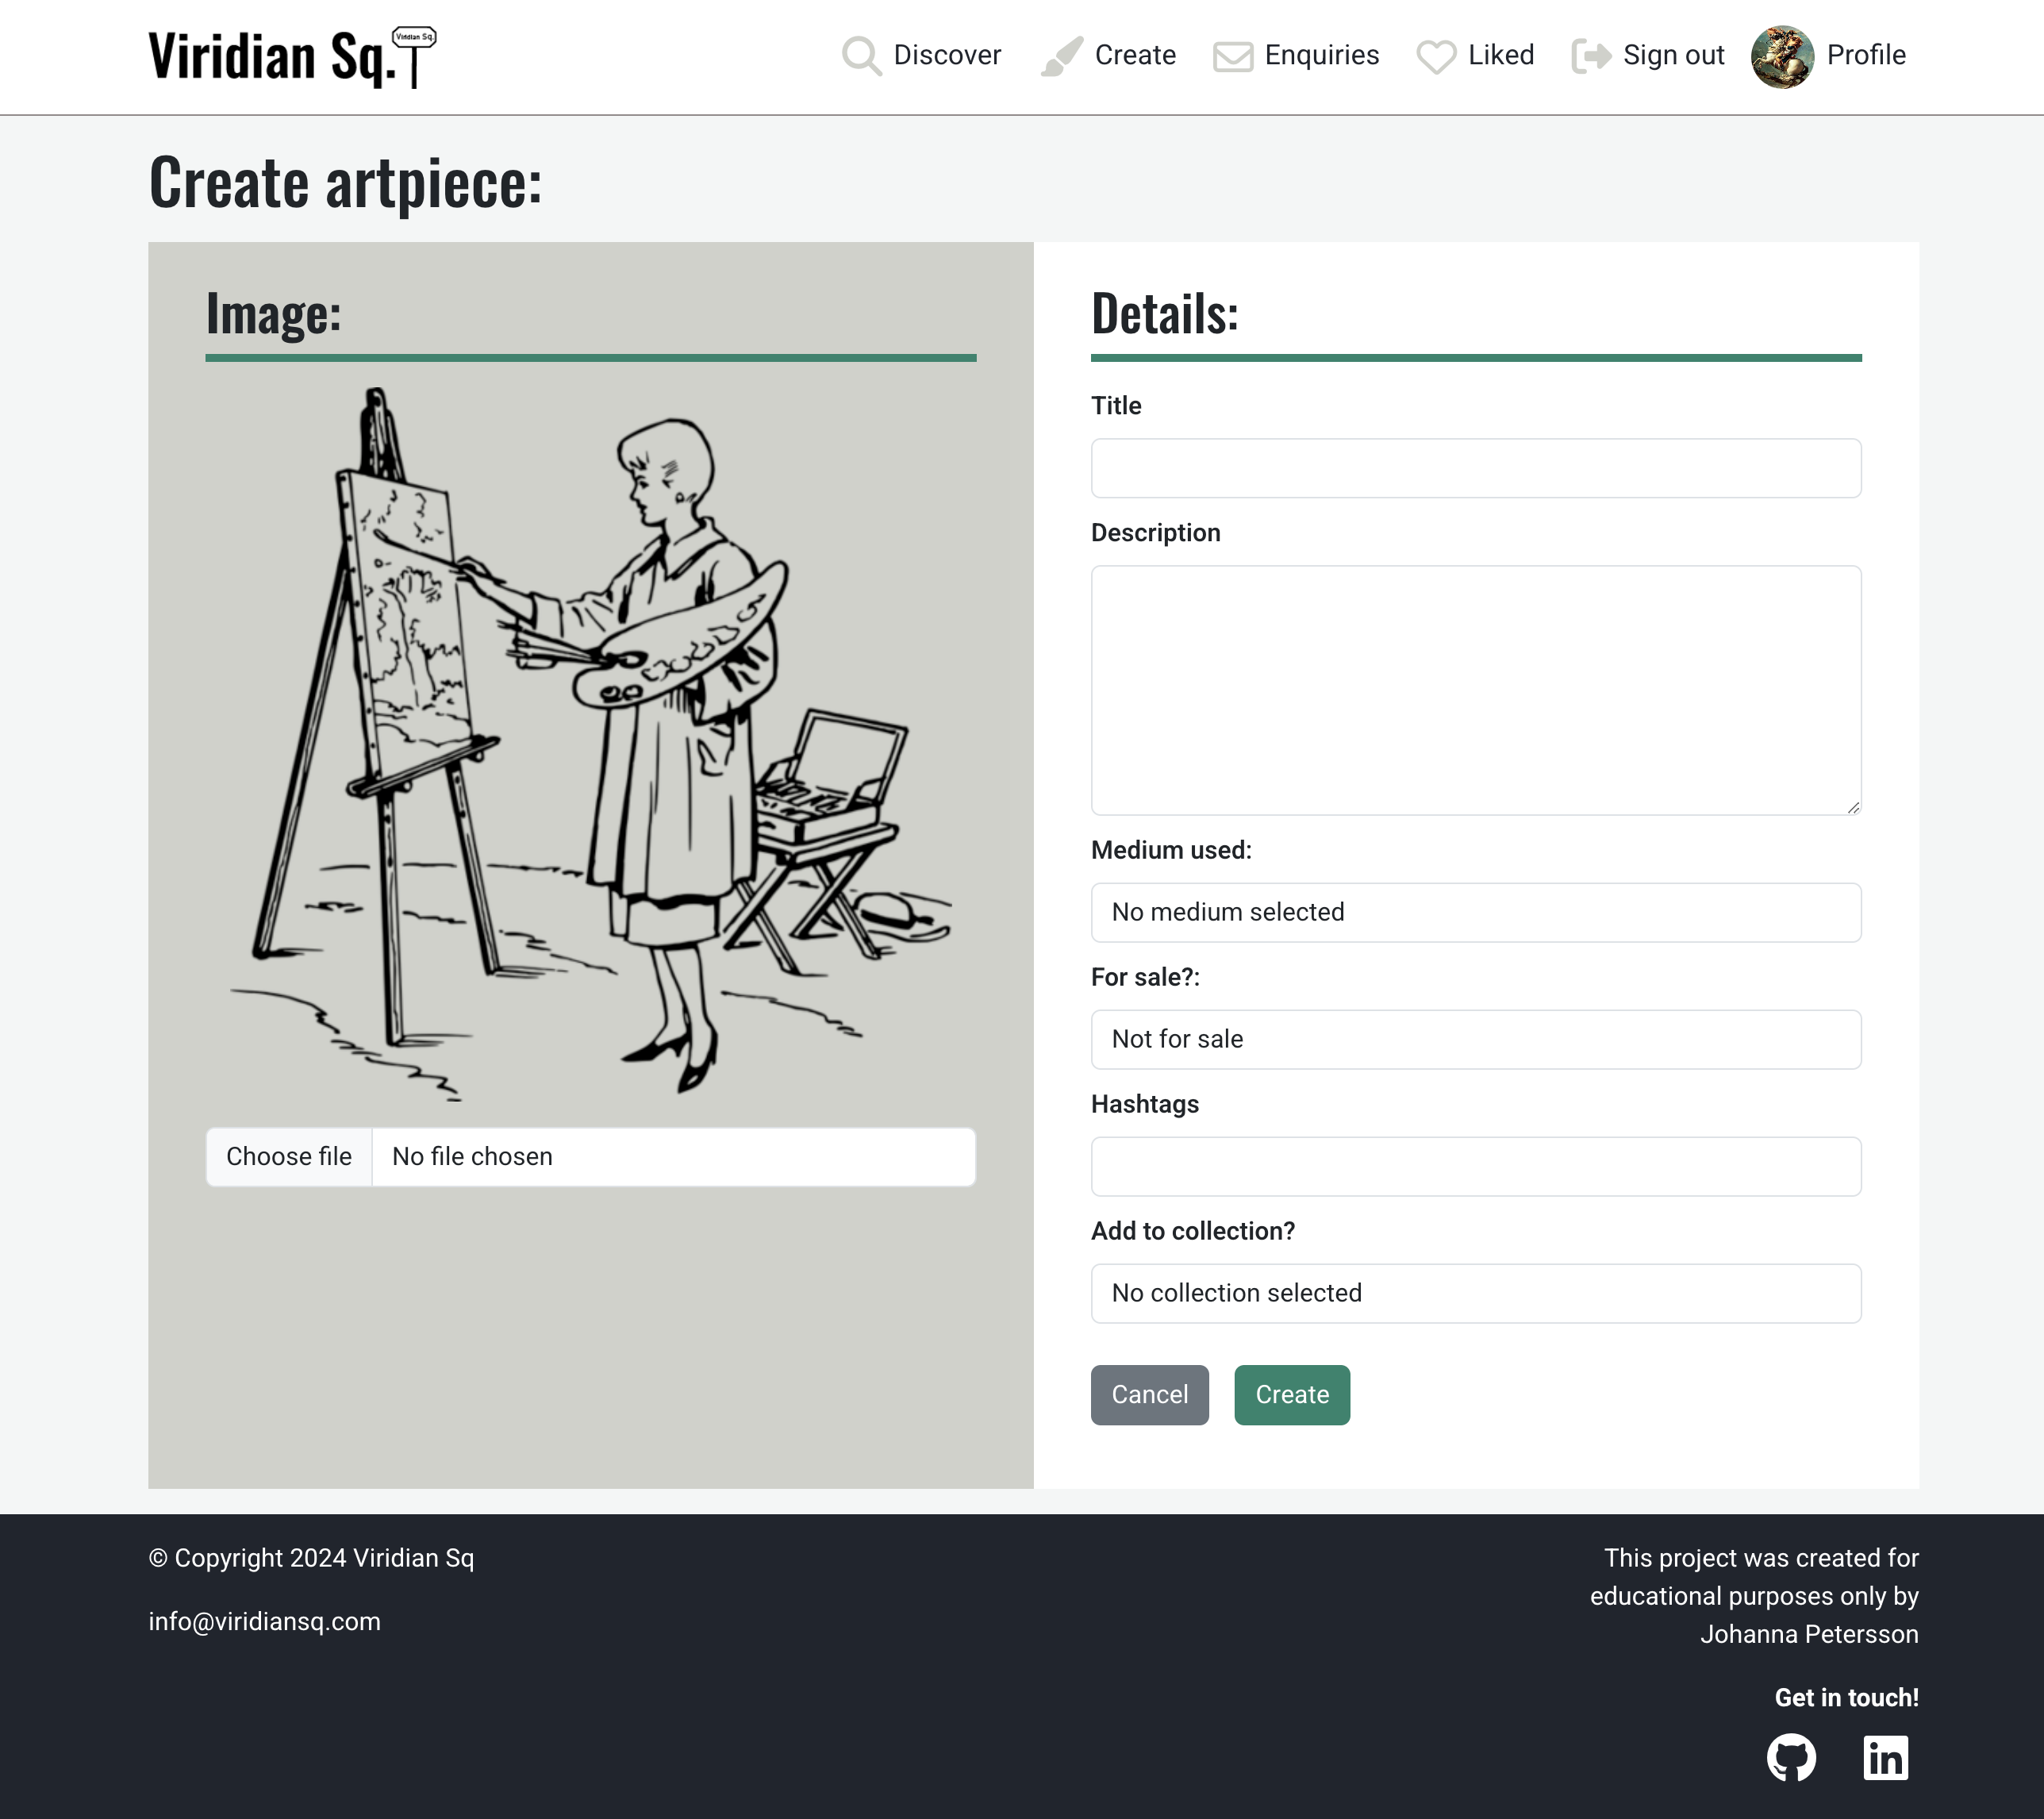 Viridian Sq.
Viridian Sq.
Discover
Create
Enquiries
Liked
Sign out
Profile
Create artpiece:
Image:
Choose file
No file chosen
Details:
Title
Description
Medium used:
No medium selected
For sale?:
Not for sale
Hashtags
Add to collection?
No collection selected
Cancel
Create
© Copyright 2024 Viridian Sq
info@viridiansq.com
This project was created for
educational purposes only by
Johanna Petersson
Get in touch!
in